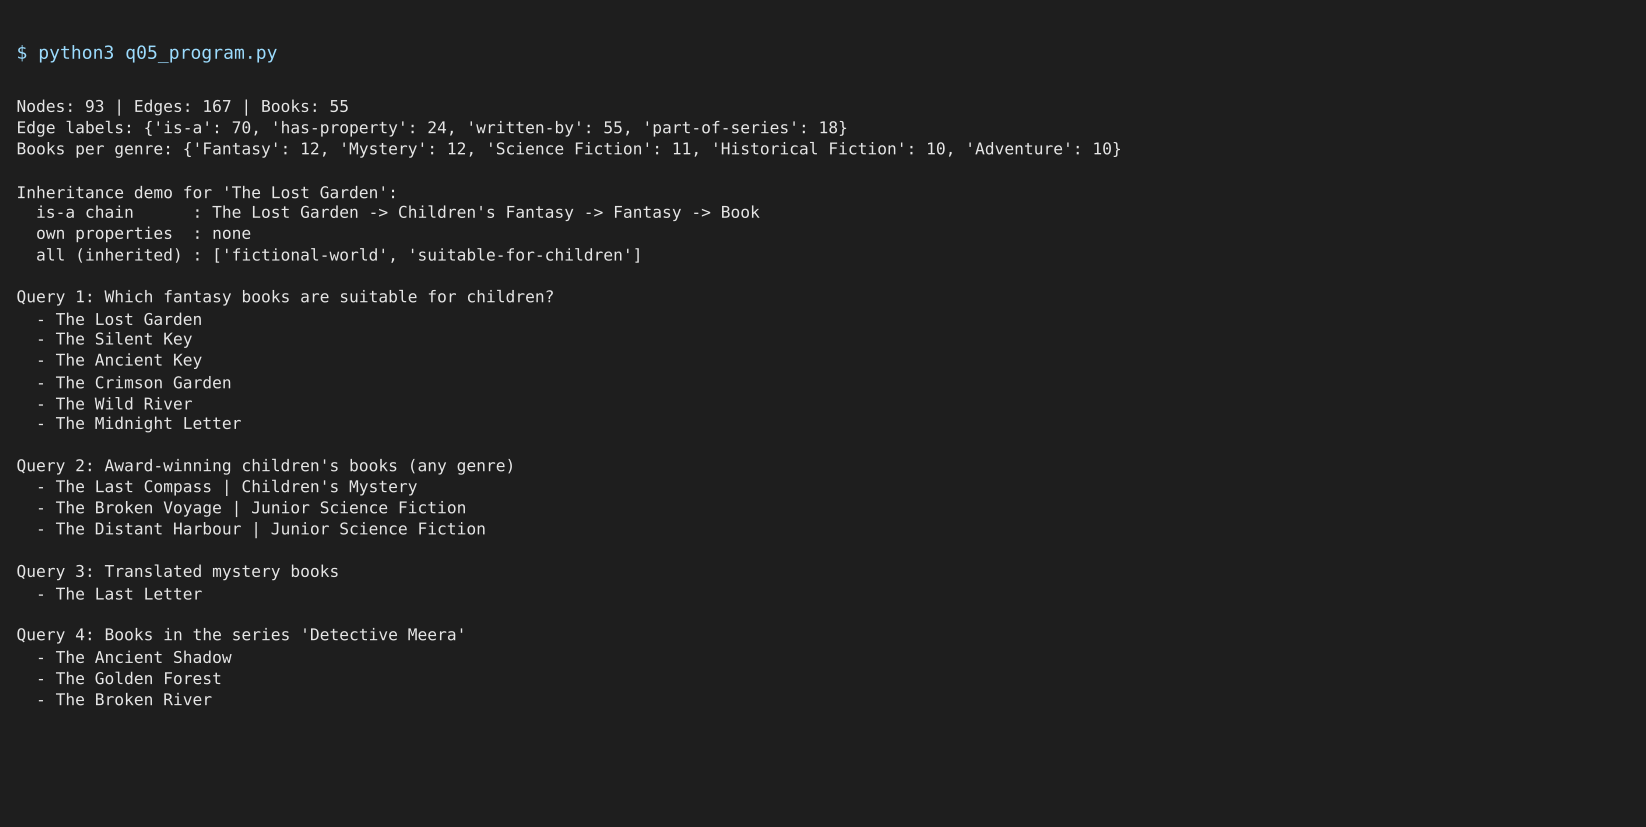 $ python3 q05_program.py
Nodes: 93 | Edges: 167 | Books: 55
Edge labels: {'is-a': 70, 'has-property': 24, 'written-by': 55, 'part-of-series': 18}
Books per genre: {'Fantasy': 12, 'Mystery': 12, 'Science Fiction': 11, 'Historical Fiction': 10, 'Adventure': 10}
Inheritance demo for 'The Lost Garden':
  is-a chain      : The Lost Garden -> Children's Fantasy -> Fantasy -> Book
  own properties  : none
  all (inherited) : ['fictional-world', 'suitable-for-children']
Query 1: Which fantasy books are suitable for children?
  - The Lost Garden
  - The Silent Key
  - The Ancient Key
  - The Crimson Garden
  - The Wild River
  - The Midnight Letter
Query 2: Award-winning children's books (any genre)
  - The Last Compass | Children's Mystery
  - The Broken Voyage | Junior Science Fiction
  - The Distant Harbour | Junior Science Fiction
Query 3: Translated mystery books
  - The Last Letter
Query 4: Books in the series 'Detective Meera'
  - The Ancient Shadow
  - The Golden Forest
  - The Broken River